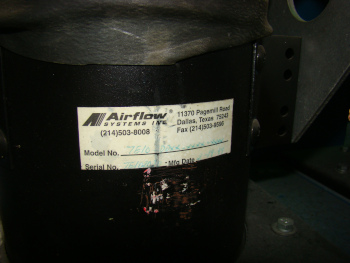 Airflow
SYSTEMS INC
(214)503-8008
11370 Pagemill Road
Dallas, Texas 75243
Fax (214)503-9596
Model No.
Serial No.
Mfg Date